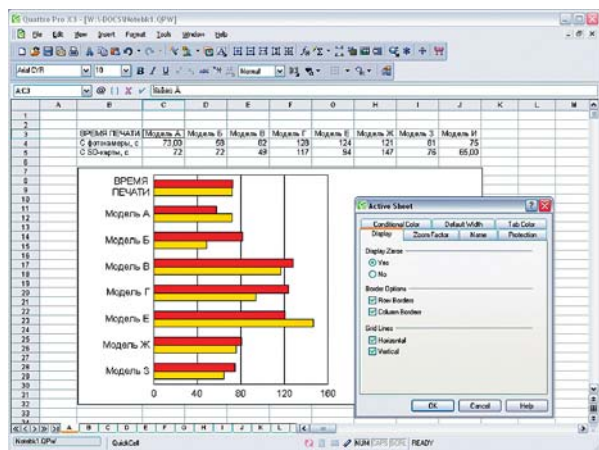 Quattro Pro X3 - [W:\-DOCS\Notebk1.QPW]
File Edit View Insert Format Tools Window Help
Arial CYR 10 B I U Normal
A:C3 @ { } X Модель А
A B C D E F G H I J K L M
ВРЕМЯ ПЕЧАТИ Модель А Модель Б Модель В Модель Г Модель Е Модель Ж Модель З Модель И
С фотокамеры, с 73,00 58 82 128 124 121 81 75
С SD-карты, с 72 72 49 117 94 147 76 65,00
ВРЕМЯ
ПЕЧАТИ
Модель А
Модель Б
Модель В
Модель Г
Модель Е
Модель Ж
Модель З
0 40 80 120 160
Active Sheet
Conditional Color Default Width Tab Color
Display Zoom Factor Name Protection
Display Zeros
Yes
No
Border Options
Row Borders
Column Borders
Grid Lines
Horizontal
Vertical
OK Cancel Help
A B C D E F G H I J K L
Notebk1.QPW QuickCell NUM CAPS SCRL READY